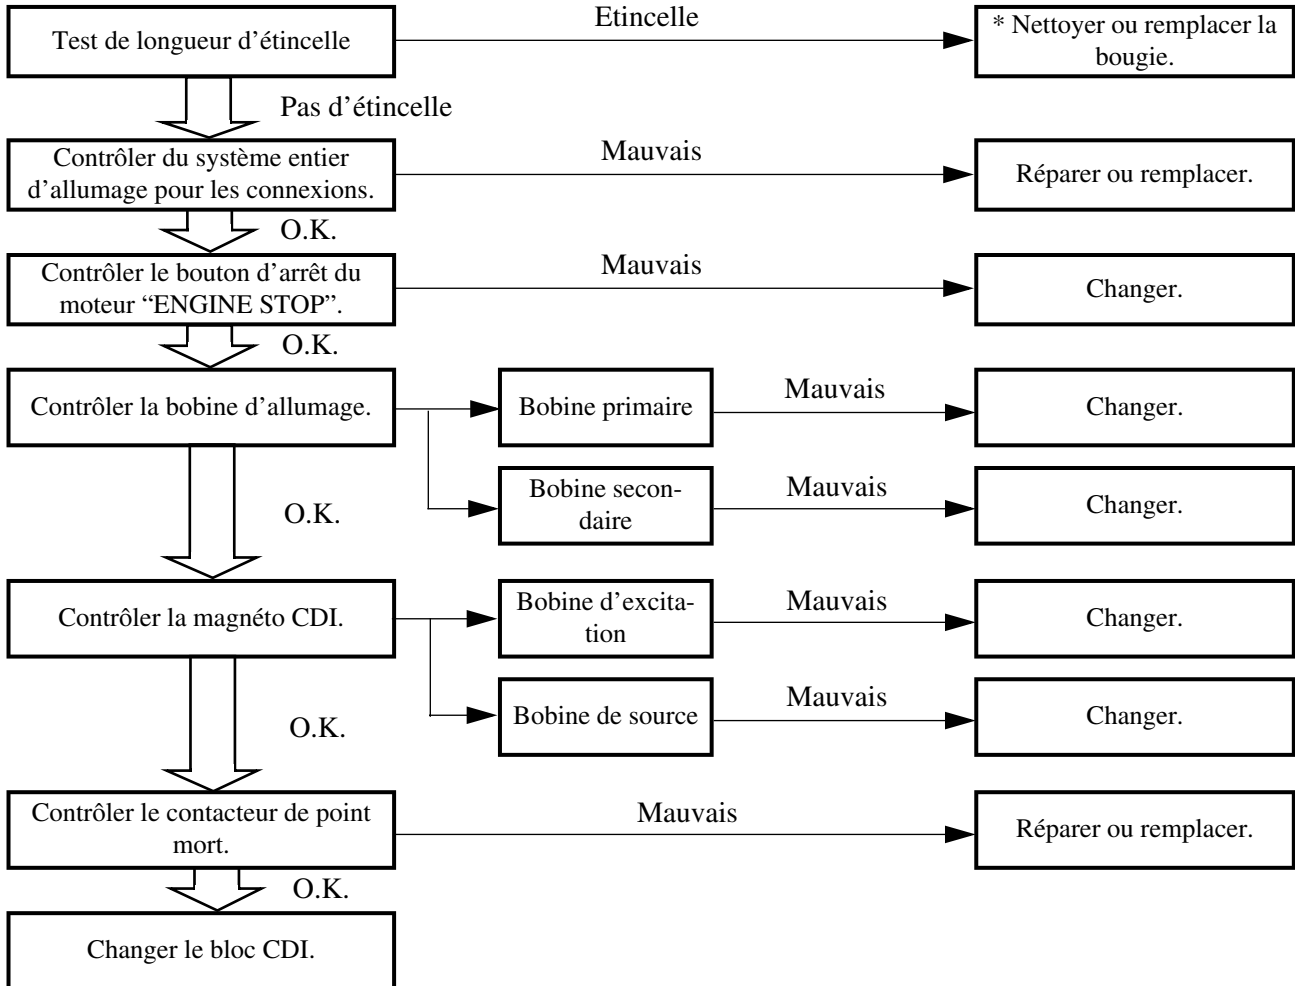 Test de longueur d’étincelle
Etincelle
* Nettoyer ou remplacer la
bougie.
Pas d’étincelle
Contrôler du système entier
d’allumage pour les connexions.
Mauvais
Réparer ou remplacer.
O.K.
Contrôler le bouton d’arrêt du
moteur “ENGINE STOP”.
Mauvais
Changer.
O.K.
Contrôler la bobine d’allumage.
Bobine primaire
Mauvais
Changer.
Bobine secon-
daire
Mauvais
Changer.
O.K.
Contrôler la magnéto CDI.
Bobine d’excita-
tion
Mauvais
Changer.
Bobine de source
Mauvais
Changer.
O.K.
Contrôler le contacteur de point
mort.
Mauvais
Réparer ou remplacer.
O.K.
Changer le bloc CDI.